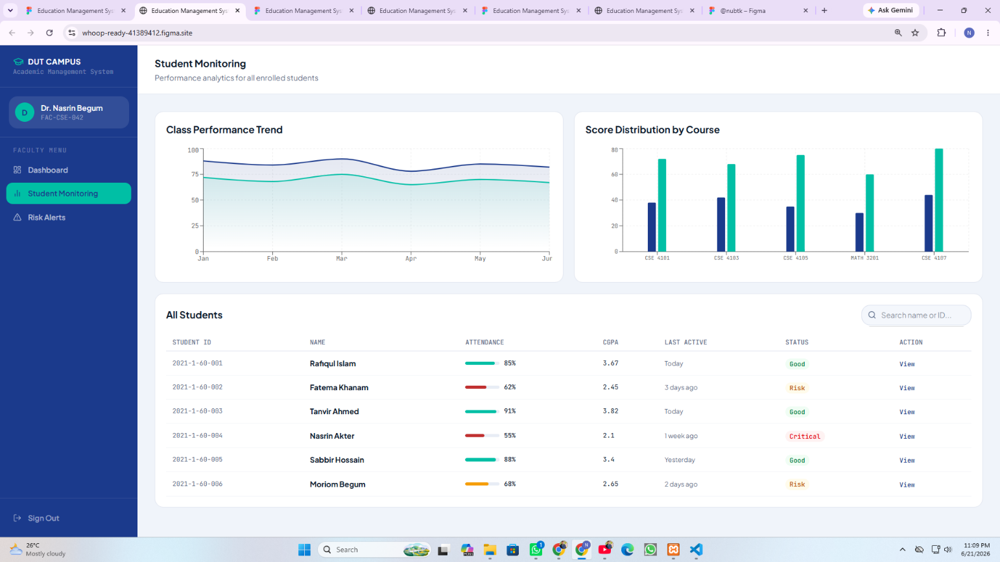 Education Management Sys
Education Management Syst
Education Management Sys
Education Management Sys
Education Management Sys
Education Management Sys
@nubtk – Figma
Ask Gemini
whoop-ready-41389412.figma.site
N
DUT CAMPUS
Academic Management System
D
Dr. Nasrin Begum
FAC-CSE-042
FACULTY MENU
Dashboard
Student Monitoring
Risk Alerts
Sign Out
Student Monitoring
Performance analytics for all enrolled students
Class Performance Trend
100
75
50
25
0
Jan Feb Mar Apr May Jun
Score Distribution by Course
80
60
40
20
0
CSE 4101 CSE 4103 CSE 4105 MATH 3201 CSE 4107
All Students
Search name or ID...
STUDENT ID NAME ATTENDANCE CGPA LAST ACTIVE STATUS ACTION
2021-1-60-001 Rafiqul Islam 85% 3.67 Today Good View
2021-1-60-002 Fatema Khanam 62% 2.45 3 days ago Risk View
2021-1-60-003 Tanvir Ahmed 91% 3.82 Today Good View
2021-1-60-004 Nasrin Akter 55% 2.1 1 week ago Critical View
2021-1-60-005 Sabbir Hossain 88% 3.4 Yesterday Good View
2021-1-60-006 Moriom Begum 68% 2.65 2 days ago Risk View
26°C
Mostly cloudy
Search
M365
1
N
11:09 PM
6/21/2026